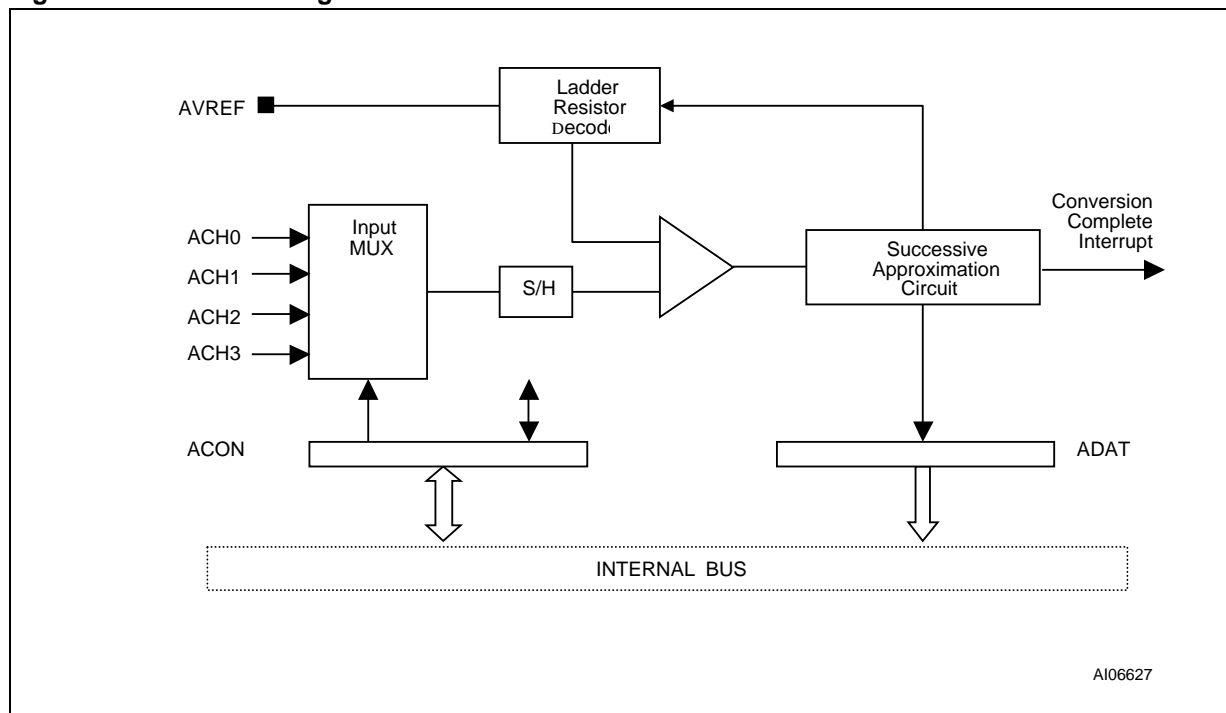 AVREF
Ladder
Resistor
Decode
ACH0
ACH1
ACH2
ACH3
Input
MUX
S/H
Successive
Approximation
Circuit
Conversion
Complete
Interrupt
ACON
ADAT
INTERNAL BUS
AI06627